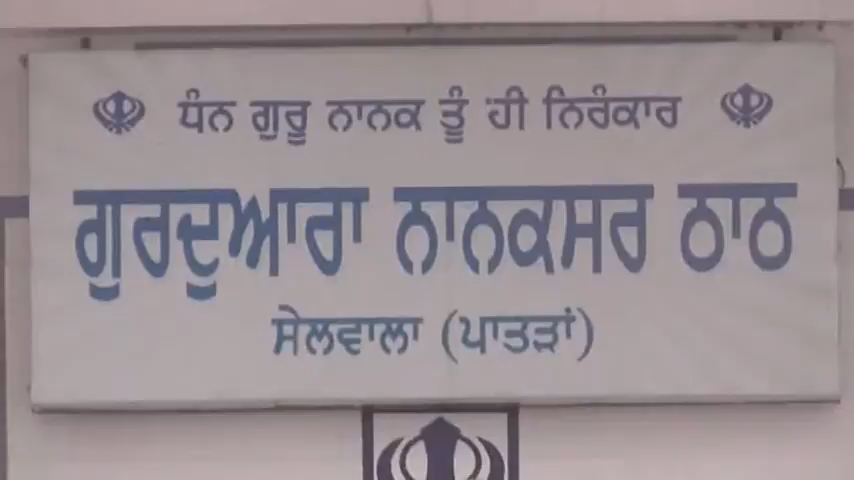 ਧੰਨ ਗੁਰੂ ਨਾਨਕ ਤੂੰ ਹੀ ਨਿਰੰਕਾਰ
ਗੁਰਦੁਆਰਾ ਨਾਨਕਸਰ ਠਾਠ
ਸੇਲਵਾਲਾ (ਪਾਤੜਾਂ)